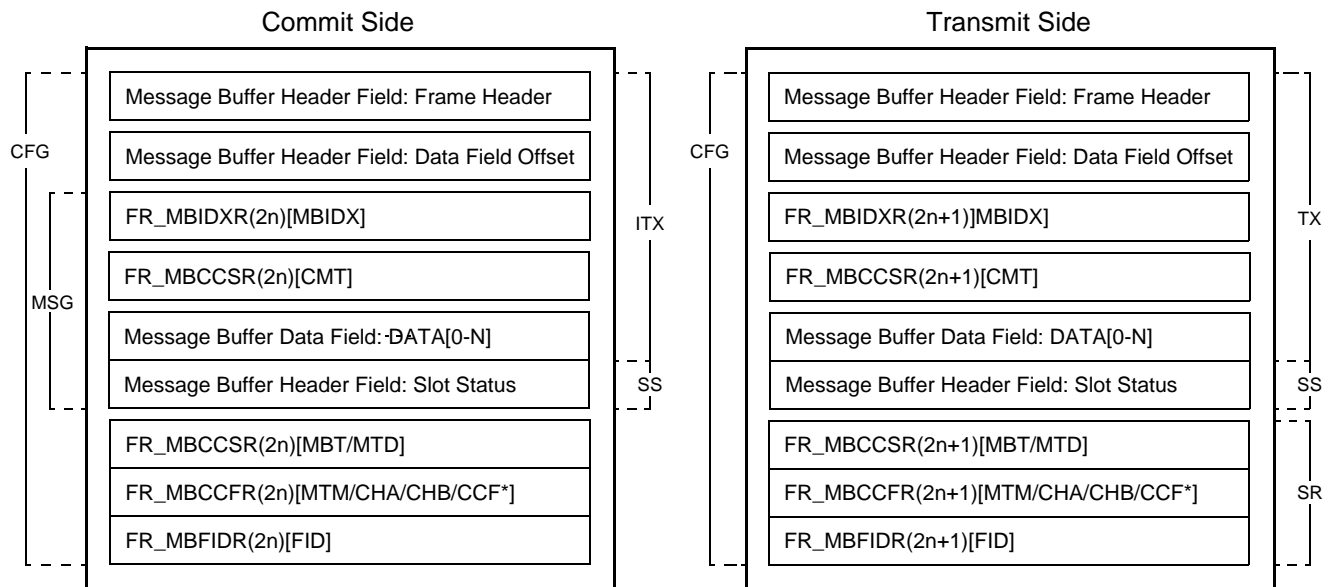 Commit Side
Message Buffer Header Field: Frame Header
Message Buffer Header Field: Data Field Offset
FR_MBIDXR(2n)[MBIDX]
FR_MBCCSR(2n)[CMT]
Message Buffer Data Field: DATA[0-N]
Message Buffer Header Field: Slot Status
FR_MBCCSR(2n)[MBT/MTD]
FR_MBCCFR(2n)[MTM/CHA/CHB/CCF*]
FR_MBFIDR(2n)[FID]
CFG
MSG
ITX
SS
Transmit Side
Message Buffer Header Field: Frame Header
Message Buffer Header Field: Data Field Offset
FR_MBIDXR(2n+1)]MBIDX]
FR_MBCCSR(2n+1)[CMT]
Message Buffer Data Field: DATA[0-N]
Message Buffer Header Field: Slot Status
FR_MBCCSR(2n+1)[MBT/MTD]
FR_MBCCFR(2n+1)[MTM/CHA/CHB/CCF*]
FR_MBFIDR(2n+1)[FID]
CFG
TX
SS
SR